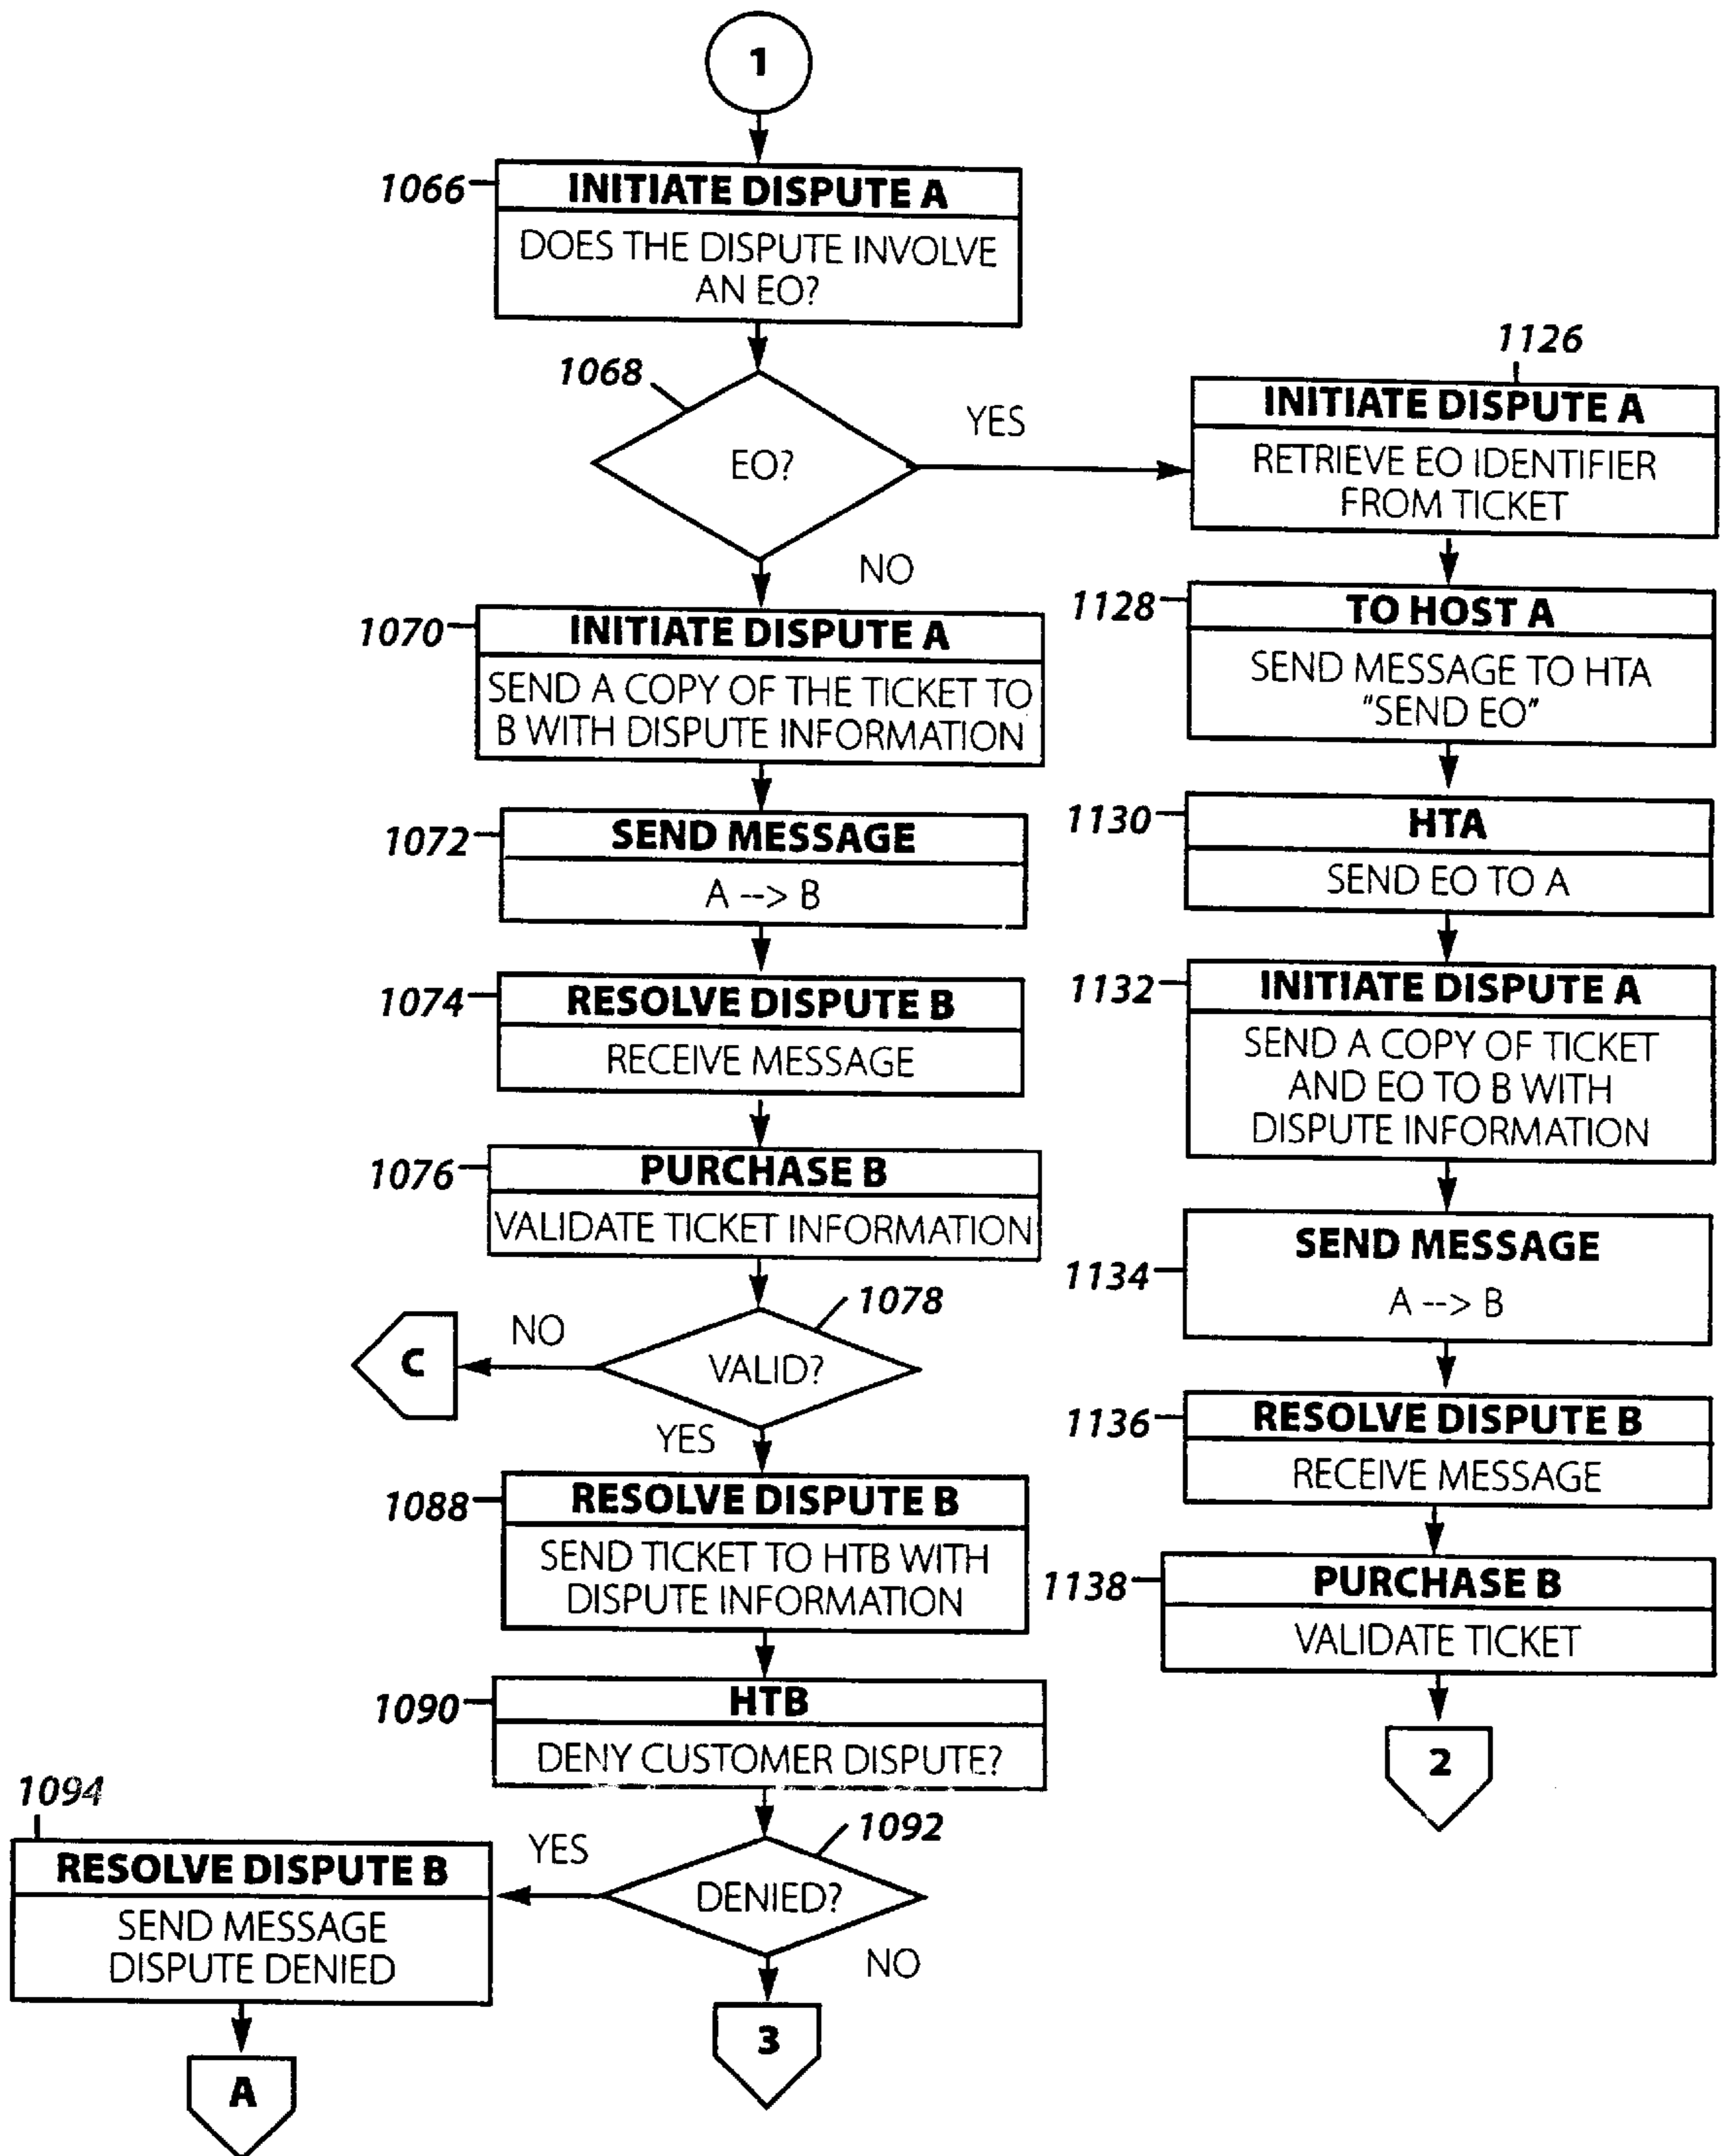 1
1066
INITIATE DISPUTE A
DOES THE DISPUTE INVOLVE
AN EO?
1068
EO?
YES
NO
1070
INITIATE DISPUTE A
SEND A COPY OF THE TICKET TO
B WITH DISPUTE INFORMATION
1072
SEND MESSAGE
A --> B
1074
RESOLVE DISPUTE B
RECEIVE MESSAGE
1076
PURCHASE B
VALIDATE TICKET INFORMATION
1078
VALID?
NO
C
YES
1088
RESOLVE DISPUTE B
SEND TICKET TO HTB WITH
DISPUTE INFORMATION
1090
HTB
DENY CUSTOMER DISPUTE?
1092
DENIED?
YES
NO
3
1094
RESOLVE DISPUTE B
SEND MESSAGE
DISPUTE DENIED
A
1126
INITIATE DISPUTE A
RETRIEVE EO IDENTIFIER
FROM TICKET
1128
TO HOST A
SEND MESSAGE TO HTA
"SEND EO"
1130
HTA
SEND EO TO A
1132
INITIATE DISPUTE A
SEND A COPY OF TICKET
AND EO TO B WITH
DISPUTE INFORMATION
1134
SEND MESSAGE
A --> B
1136
RESOLVE DISPUTE B
RECEIVE MESSAGE
1138
PURCHASE B
VALIDATE TICKET
2